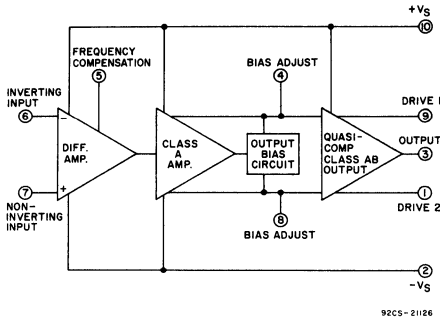 +VS
10
FREQUENCY
COMPENSATION
5
BIAS ADJUST
4
INVERTING
INPUT
6
−
DIFF.
AMP.
+
7
NON-
INVERTING
INPUT
CLASS
A
AMP.
OUTPUT
BIAS
CIRCUIT
8
BIAS ADJUST
QUASI-
COMP
CLASS AB
OUTPUT
9
DRIVE 1
OUTPUT
3
1
DRIVE 2
2
−VS
92CS-21126